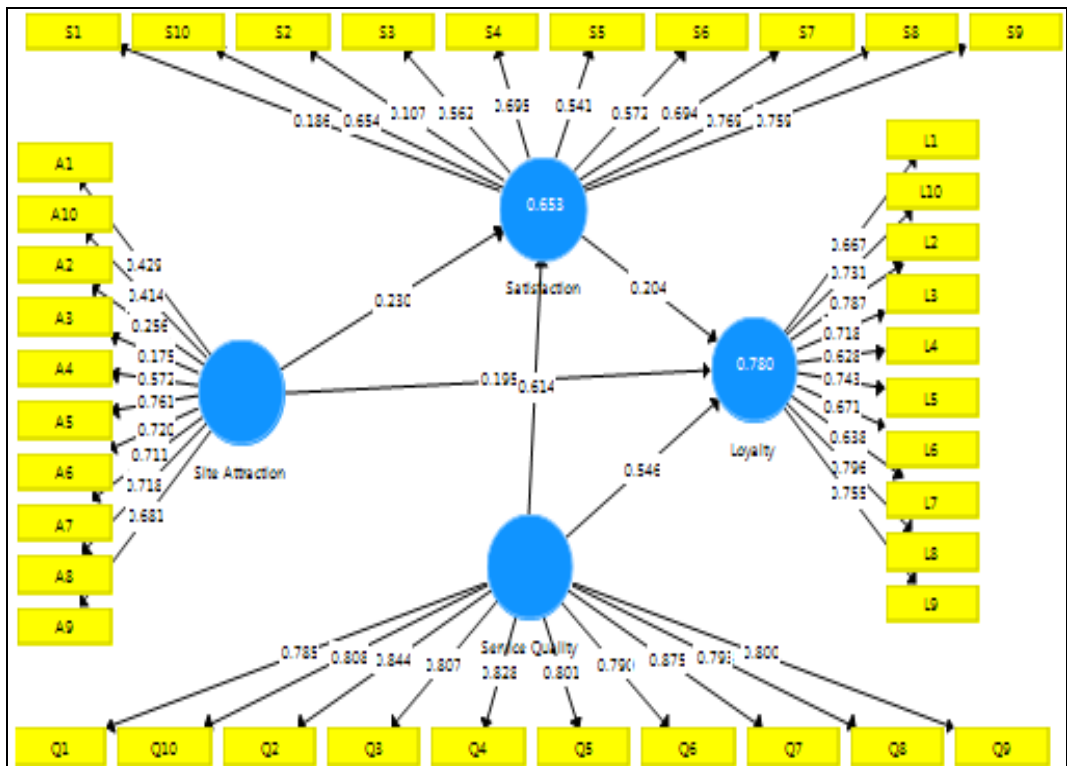 S1 S10 S2 S3 S4 S5 S6 S7 S8 S9
0.186 0.654 0.107 0.562 0.695 0.541 0.572 0.694 0.769 0.759
A1
A10
A2
A3
A4
A5
A6
A7
A8
A9
0.429
0.414
0.256
0.175
0.572
0.761
0.720
0.711
0.718
0.681
Site Attraction
0.653
Satisfaction
0.230
0.204
0.195
0.614
0.546
0.780
Loyalty
L1
L10
L2
L3
L4
L5
L6
L7
L8
L9
0.667
0.731
0.787
0.718
0.628
0.743
0.671
0.638
0.796
0.755
Service Quality
0.785 0.808 0.844 0.807 0.828 0.801 0.790 0.875 0.793 0.800
Q1 Q10 Q2 Q3 Q4 Q5 Q6 Q7 Q8 Q9